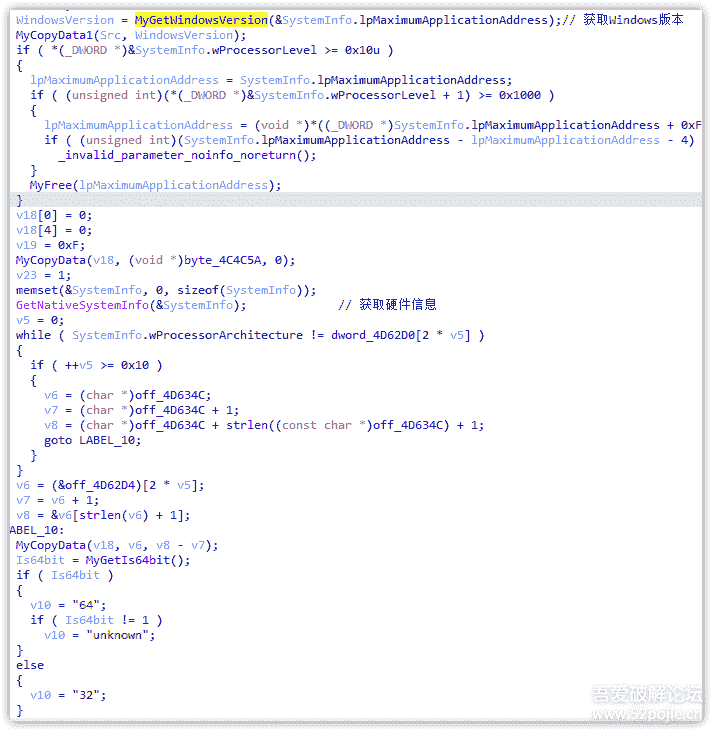 WindowsVersion = MyGetWindowsVersion(&SystemInfo.lpMaximumApplicationAddress);// 获取Windows版本
MyCopyData1(Src, WindowsVersion);
if ( *(_DWORD *)&SystemInfo.wProcessorLevel >= 0x10u )
{
lpMaximumApplicationAddress = SystemInfo.lpMaximumApplicationAddress;
if ( (unsigned int)(*(_DWORD *)&SystemInfo.wProcessorLevel + 1) >= 0x1000 )
{
lpMaximumApplicationAddress = (void *)*((_DWORD *)SystemInfo.lpMaximumApplicationAddress + 0xF
if ( (unsigned int)(SystemInfo.lpMaximumApplicationAddress - lpMaximumApplicationAddress - 4)
_invalid_parameter_noinfo_noreturn();
}
MyFree(lpMaximumApplicationAddress);
}
v18[0] = 0;
v18[4] = 0;
v19 = 0xF;
MyCopyData(v18, (void *)byte_4C4C5A, 0);
v23 = 1;
memset(&SystemInfo, 0, sizeof(SystemInfo));
GetNativeSystemInfo(&SystemInfo); // 获取硬件信息
v5 = 0;
while ( SystemInfo.wProcessorArchitecture != dword_4D62D0[2 * v5] )
{
if ( ++v5 >= 0x10 )
{
v6 = (char *)off_4D634C;
v7 = (char *)off_4D634C + 1;
v8 = (char *)off_4D634C + strlen((const char *)off_4D634C) + 1;
goto LABEL_10;
}
}
v6 = (&off_4D62D4)[2 * v5];
v7 = v6 + 1;
v8 = &v6[strlen(v6) + 1];
ABEL_10:
MyCopyData(v18, v6, v8 - v7);
Is64bit = MyGetIs64bit();
if ( Is64bit )
{
v10 = "64";
if ( Is64bit != 1 )
v10 = "unknown";
}
else
{
v10 = "32";
}
吾爱破解论坛
www.52pojie.cn